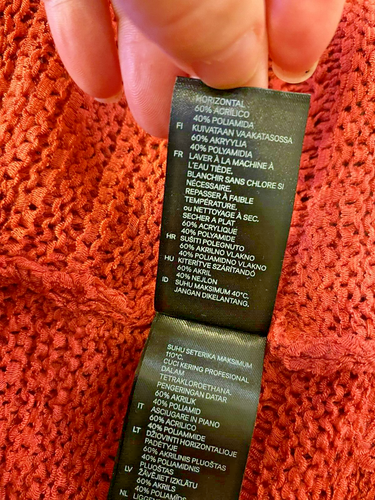 HORIZONTAL
60% ACRÍLICO
40% POLIAMIDA
FI KUIVATAAN VAAKATASOSSA
60% AKRYYLIA
40% POLYAMIDIA
FR LAVER À LA MACHINE À
L'EAU TIÈDE.
BLANCHIR SANS CHLORE SI
NÉCESSAIRE.
REPASSER À FAIBLE
TEMPÉRATURE.
ou NETTOYAGE À SEC.
SECHER A PLAT
60% ACRYLIQUE
40% POLYAMIDE
HR SUŠITI POLEGNUTO
60% AKRILNO VLAKNO
40% POLIAMIDNO VLAKNO
HU KITERÍTVE SZÁRÍTANDÓ
60% AKRIL
40% NEJLON
ID SUHU MAKSIMUM 40°C.
JANGAN DIKELANTANG.
SUHU SETERIKA MAKSIMUM
110°C.
CUCI KERING PROFESIONAL
DALAM
TETRAKLOROETHANA.
PENGERINGAN DATAR
60% AKRILIK
40% POLIAMID
IT ASCIUGARE IN PIANO
60% ACRILICO
40% POLIAMMIDE
LT DŽIOVINTI HORIZONTALIOJE
PADĖTYJE
60% AKRILINIS PLUOŠTAS
40% POLIAMIDINIS
PLUOŠTAS
LV ŽĀVĒJIET IZKLĀTU
60% AKRILS
40% POLIAMĪDS
NL